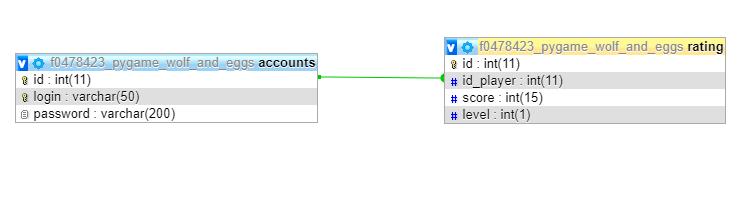 f0478423_pygame_wolf_and_eggs accounts
id : int(11)
login : varchar(50)
password : varchar(200)
f0478423_pygame_wolf_and_eggs rating
id : int(11)
id_player : int(11)
score : int(15)
level : int(1)